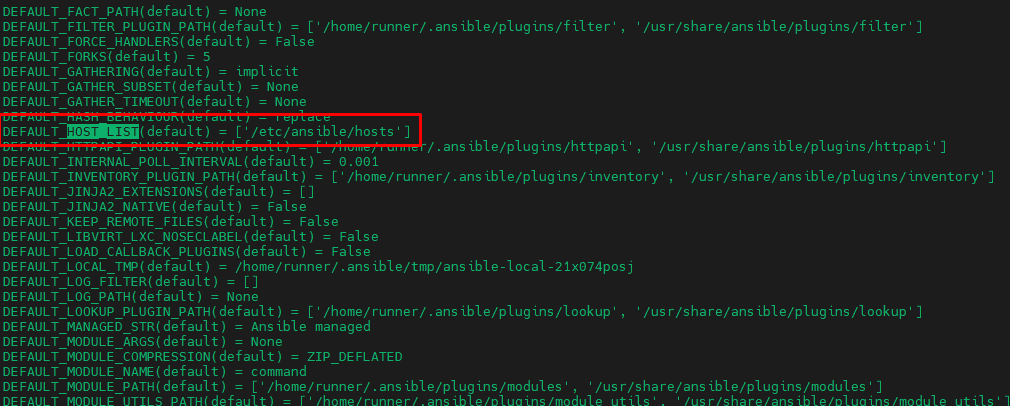 DEFAULT_FACT_PATH(default) = None
DEFAULT_FILTER_PLUGIN_PATH(default) = ['/home/runner/.ansible/plugins/filter', '/usr/share/ansible/plugins/filter']
DEFAULT_FORCE_HANDLERS(default) = False
DEFAULT_FORKS(default) = 5
DEFAULT_GATHERING(default) = implicit
DEFAULT_GATHER_SUBSET(default) = None
DEFAULT_GATHER_TIMEOUT(default) = None
DEFAULT_HASH_BEHAVIOUR(default) = replace
DEFAULT_HOST_LIST(default) = ['/etc/ansible/hosts']
DEFAULT_HTTPAPI_PLUGIN_PATH(default) = ['/home/runner/.ansible/plugins/httpapi', '/usr/share/ansible/plugins/httpapi']
DEFAULT_INTERNAL_POLL_INTERVAL(default) = 0.001
DEFAULT_INVENTORY_PLUGIN_PATH(default) = ['/home/runner/.ansible/plugins/inventory', '/usr/share/ansible/plugins/inventory']
DEFAULT_JINJA2_EXTENSIONS(default) = []
DEFAULT_JINJA2_NATIVE(default) = False
DEFAULT_KEEP_REMOTE_FILES(default) = False
DEFAULT_LIBVIRT_LXC_NOSECLABEL(default) = False
DEFAULT_LOAD_CALLBACK_PLUGINS(default) = False
DEFAULT_LOCAL_TMP(default) = /home/runner/.ansible/tmp/ansible-local-21x074posj
DEFAULT_LOG_FILTER(default) = []
DEFAULT_LOG_PATH(default) = None
DEFAULT_LOOKUP_PLUGIN_PATH(default) = ['/home/runner/.ansible/plugins/lookup', '/usr/share/ansible/plugins/lookup']
DEFAULT_MANAGED_STR(default) = Ansible managed
DEFAULT_MODULE_ARGS(default) = None
DEFAULT_MODULE_COMPRESSION(default) = ZIP_DEFLATED
DEFAULT_MODULE_NAME(default) = command
DEFAULT_MODULE_PATH(default) = ['/home/runner/.ansible/plugins/modules', '/usr/share/ansible/plugins/modules']
DEFAULT_MODULE_UTILS_PATH(default) = ['/home/runner/.ansible/plugins/module_utils', '/usr/share/ansible/plugins/module_utils']